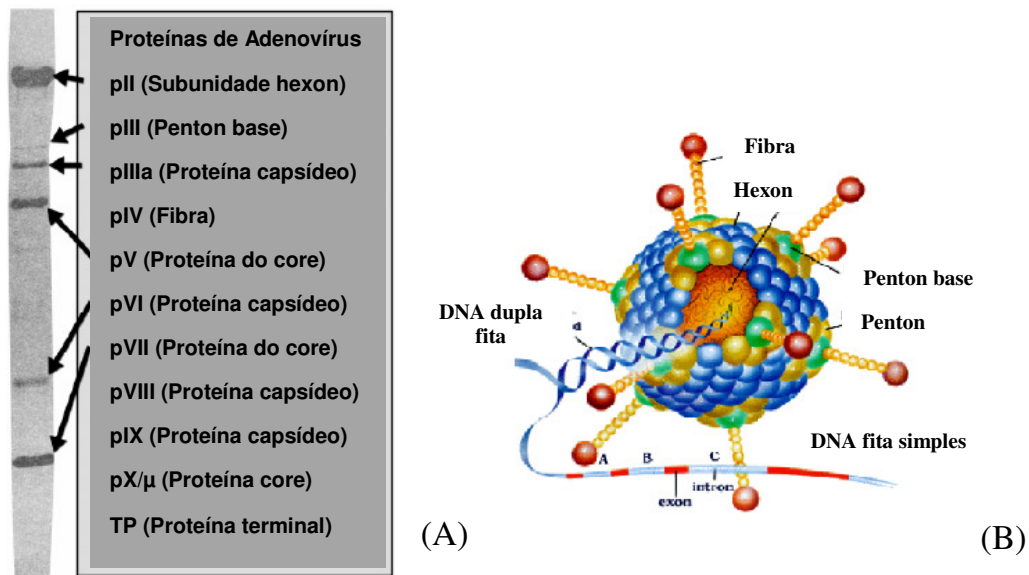 Proteínas de Adenovírus
pII (Subunidade hexon)
pIII (Penton base)
pIIIa (Proteína capsídeo)
pIV (Fibra)
pV (Proteína do core)
pVI (Proteína capsídeo)
pVII (Proteína do core)
pVIII (Proteína capsídeo)
pIX (Proteína capsídeo)
pX/µ (Proteína core)
TP (Proteína terminal)
(A)
Fibra
Hexon
Penton base
Penton
DNA dupla
fita
d
DNA fita simples
A B C
intron
exon
(B)